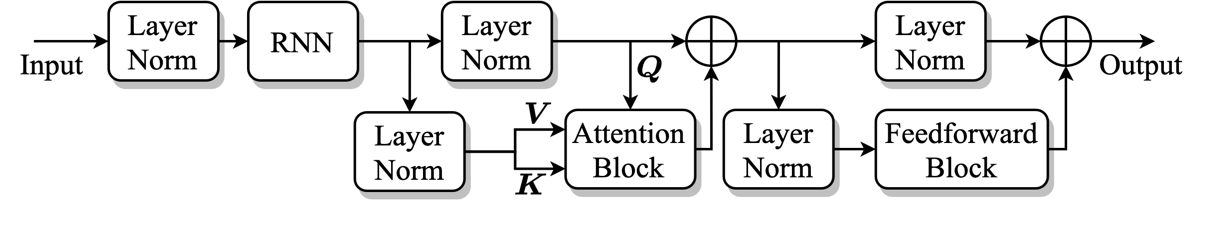 Input
Layer
Norm
RNN
Layer
Norm
Q
Layer
Norm
Output
Layer
Norm
V
K
Attention
Block
Layer
Norm
Feedforward
Block